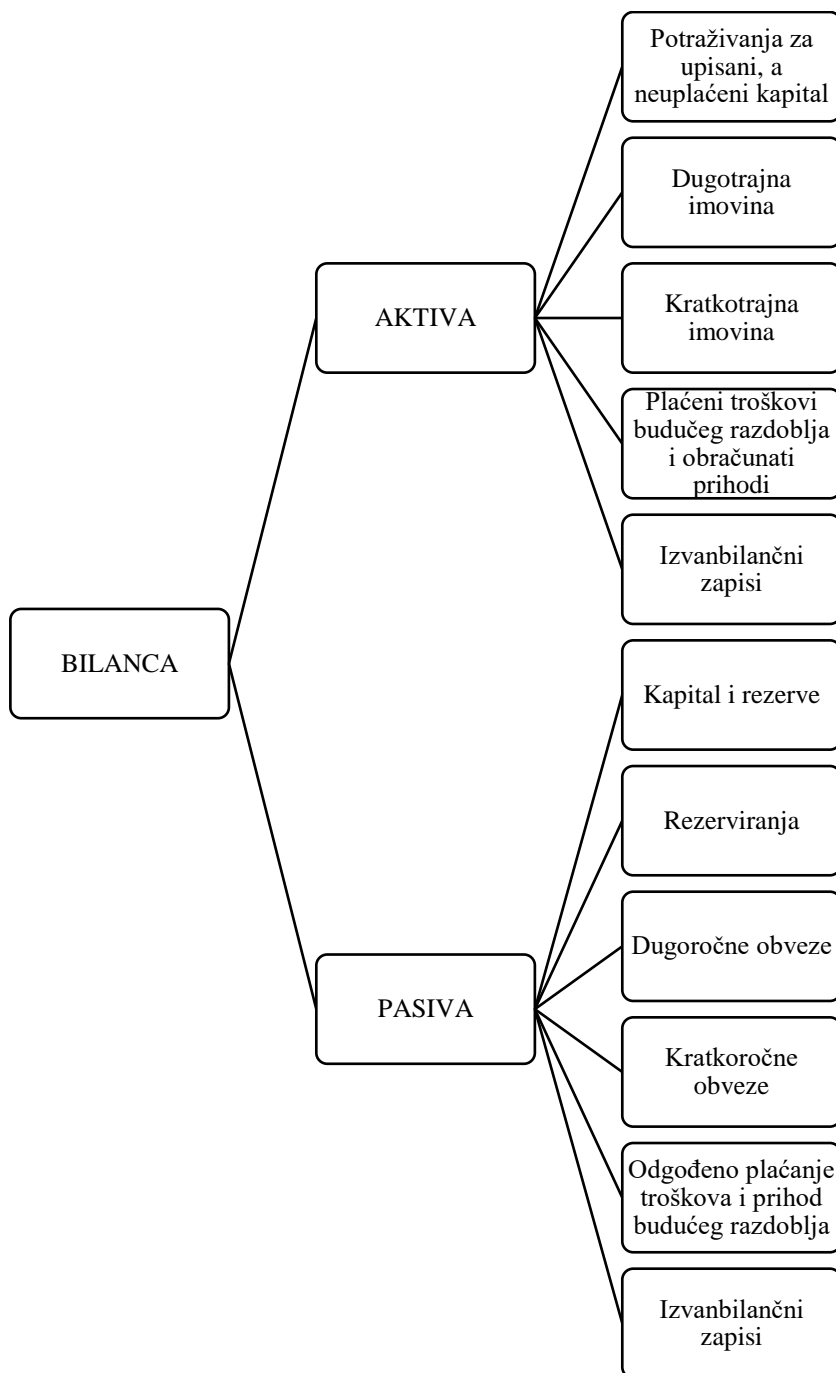 Potraživanja za
upisani, a
neuplaćeni kapital
Dugotrajna
imovina
AKTIVA
Kratkotrajna
imovina
Plaćeni troškovi
budučeg razdoblja
i obračunati
prihodi
Izvanbilančni
zapisi
BILANCA
Kapital i rezerve
Rezerviranja
Dugoročne obveze
PASIVA
Kratkoročne
obveze
Odgođeno plaćanje
troškova i prihod
budućeg razdoblja
Izvanbilančni
zapisi